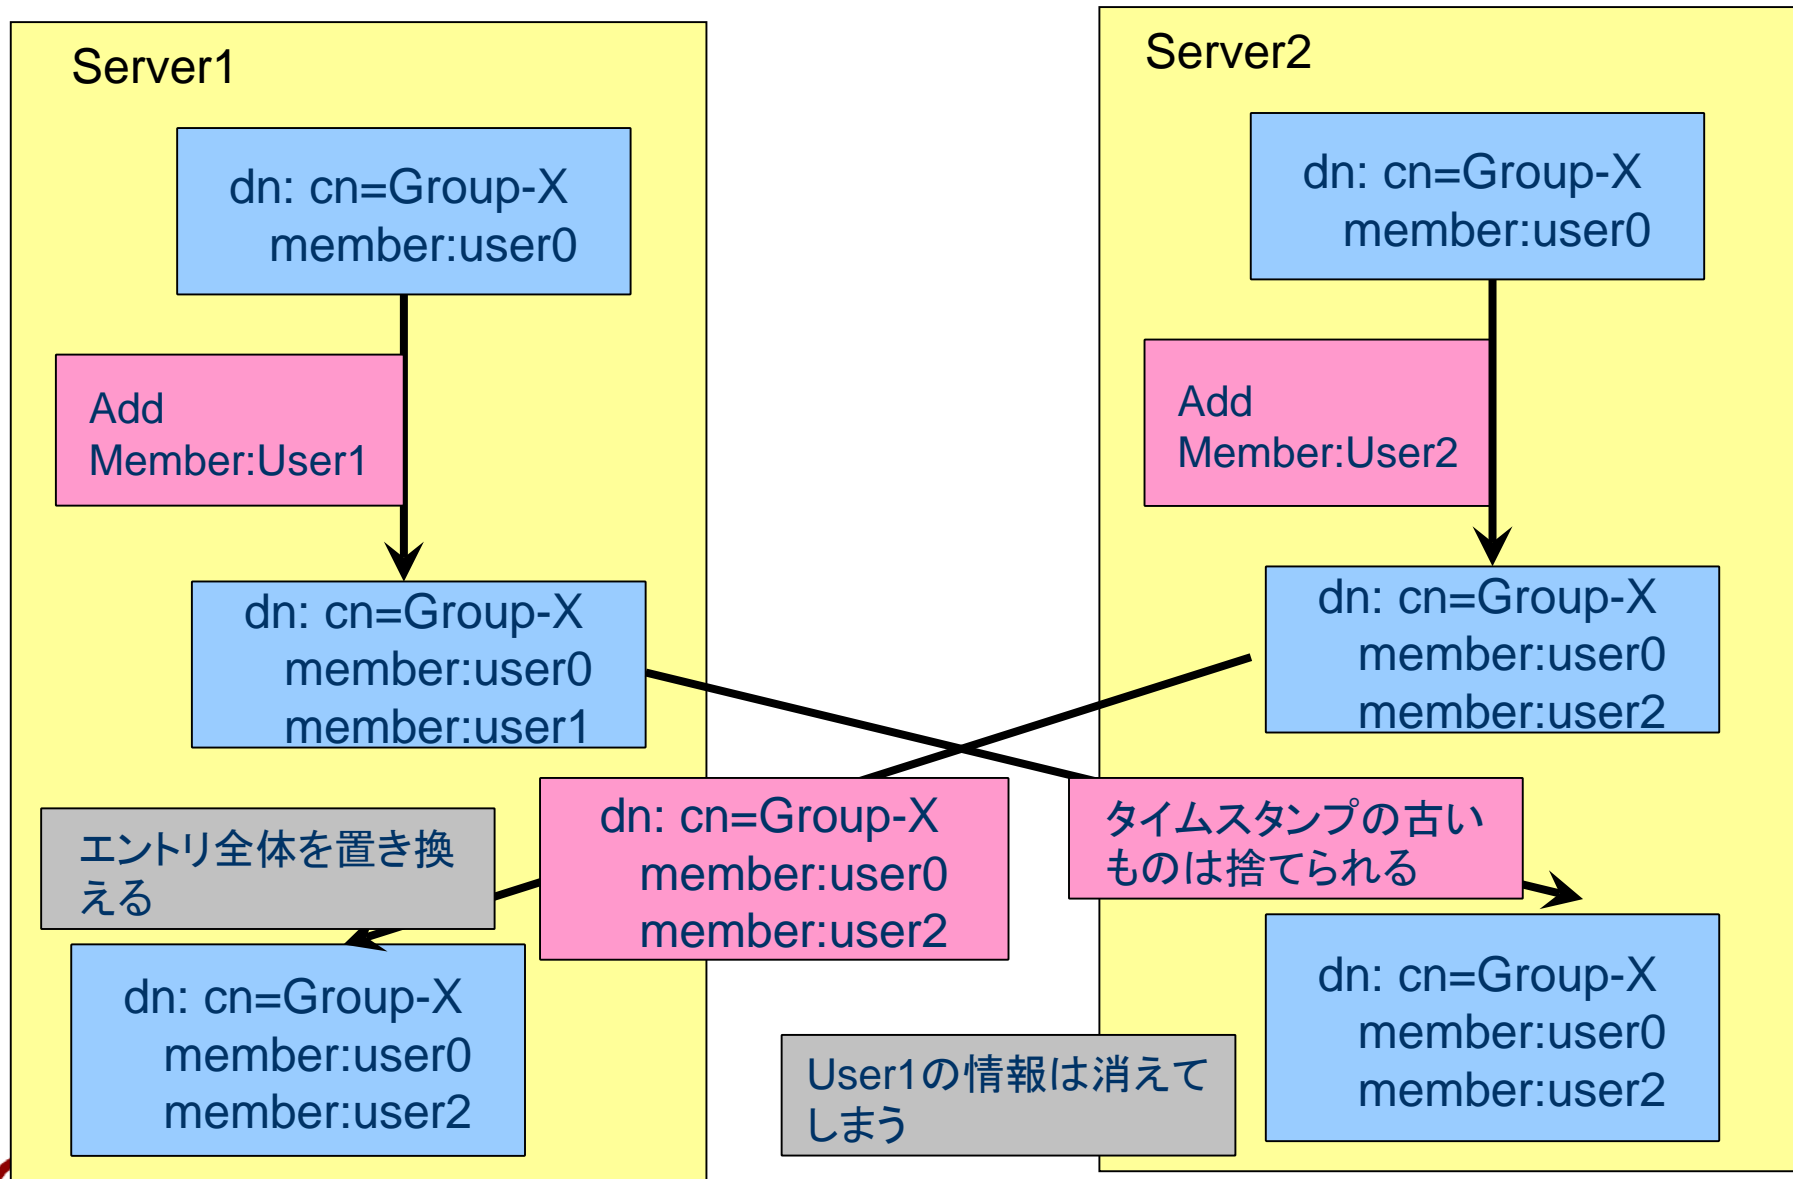 Server1
dn: cn=Group-X
member:user0
Add
Member:User1
dn: cn=Group-X
member:user0
member:user1
エントリ全体を置き換
える
dn: cn=Group-X
member:user0
member:user2
dn: cn=Group-X
member:user0
member:user2
Server2
dn: cn=Group-X
member:user0
Add
Member:User2
dn: cn=Group-X
member:user0
member:user2
タイムスタンプの古い
ものは捨てられる
dn: cn=Group-X
member:user0
member:user2
User1の情報は消えて
しまう